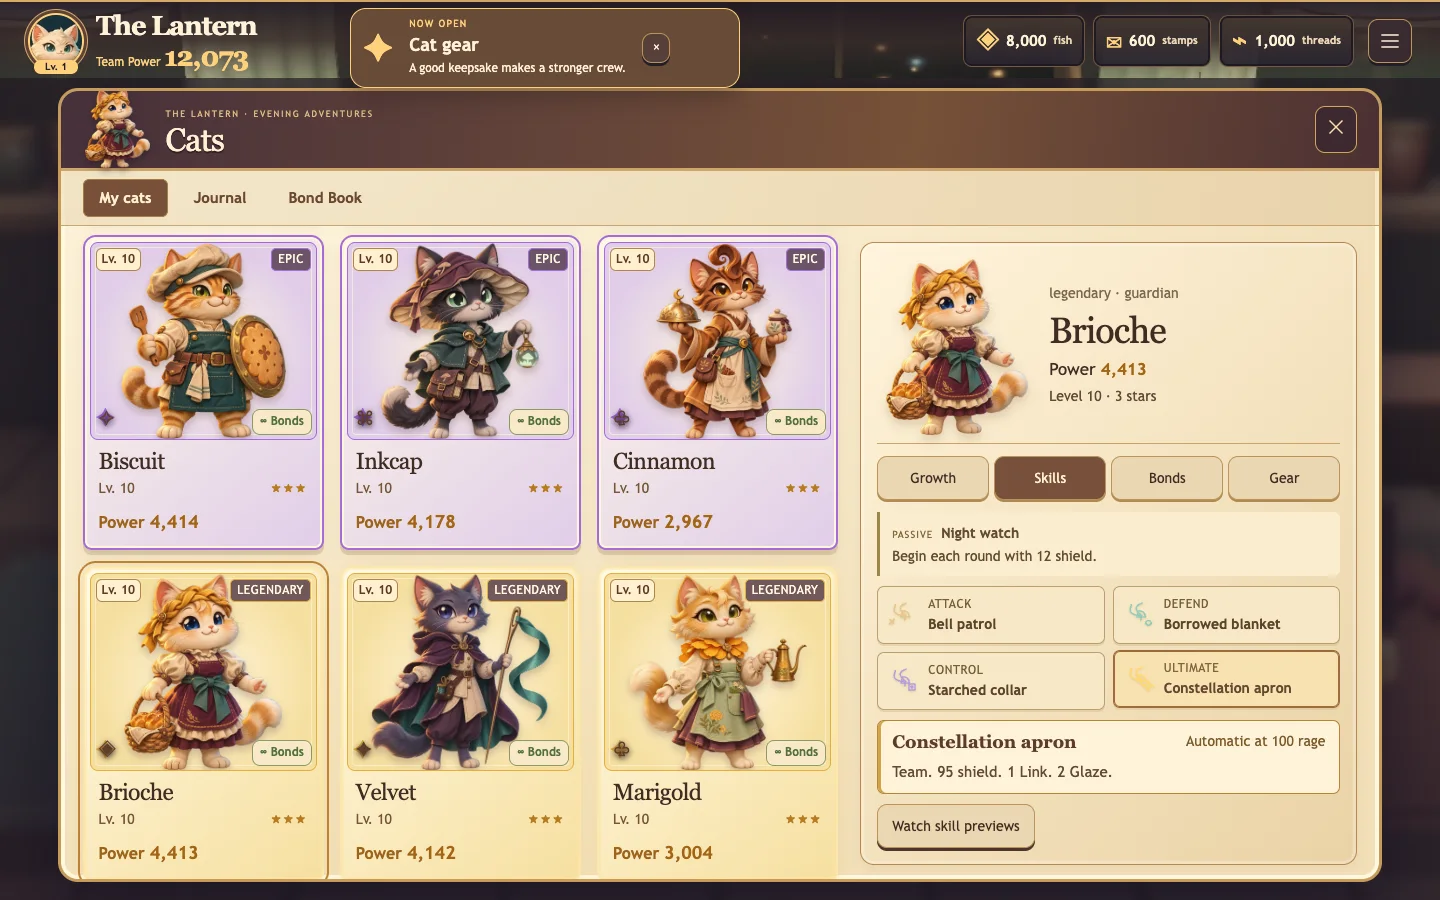 The Lantern
Lv. 1
Team Power 12,073
NOW OPEN
Cat gear
A good keepsake makes a stronger crew.
×
8,000 fish
600 stamps
1,000 threads
THE LANTERN · EVENING ADVENTURES
Cats
My cats
Journal
Bond Book
Lv. 10
EPIC
∞ Bonds
Biscuit
Lv. 10
★★★
Power 4,414
Lv. 10
EPIC
∞ Bonds
Inkcap
Lv. 10
★★★
Power 4,178
Lv. 10
EPIC
∞ Bonds
Cinnamon
Lv. 10
★★★
Power 2,967
Lv. 10
LEGENDARY
∞ Bonds
Brioche
Lv. 10
★★★
Power 4,413
Lv. 10
LEGENDARY
∞ Bonds
Velvet
Lv. 10
★★★
Power 4,142
Lv. 10
LEGENDARY
∞ Bonds
Marigold
Lv. 10
★★★
Power 3,004
legendary · guardian
Brioche
Power 4,413
Level 10 · 3 stars
Growth
Skills
Bonds
Gear
PASSIVE Night watch
Begin each round with 12 shield.
ATTACK
Bell patrol
DEFEND
Borrowed blanket
CONTROL
Starched collar
ULTIMATE
Constellation apron
Constellation apron
Automatic at 100 rage
Team. 95 shield. 1 Link. 2 Glaze.
Watch skill previews